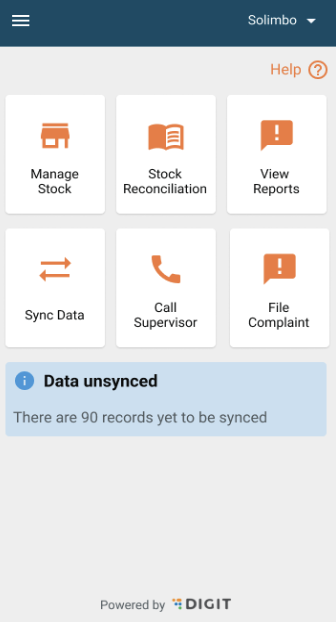 Solimbo
Help
Manage
Stock
Stock
Reconciliation
View
Reports
Sync Data
Call
Supervisor
File
Complaint
Data unsynced
There are 90 records yet to be synced
Powered by DIGIT